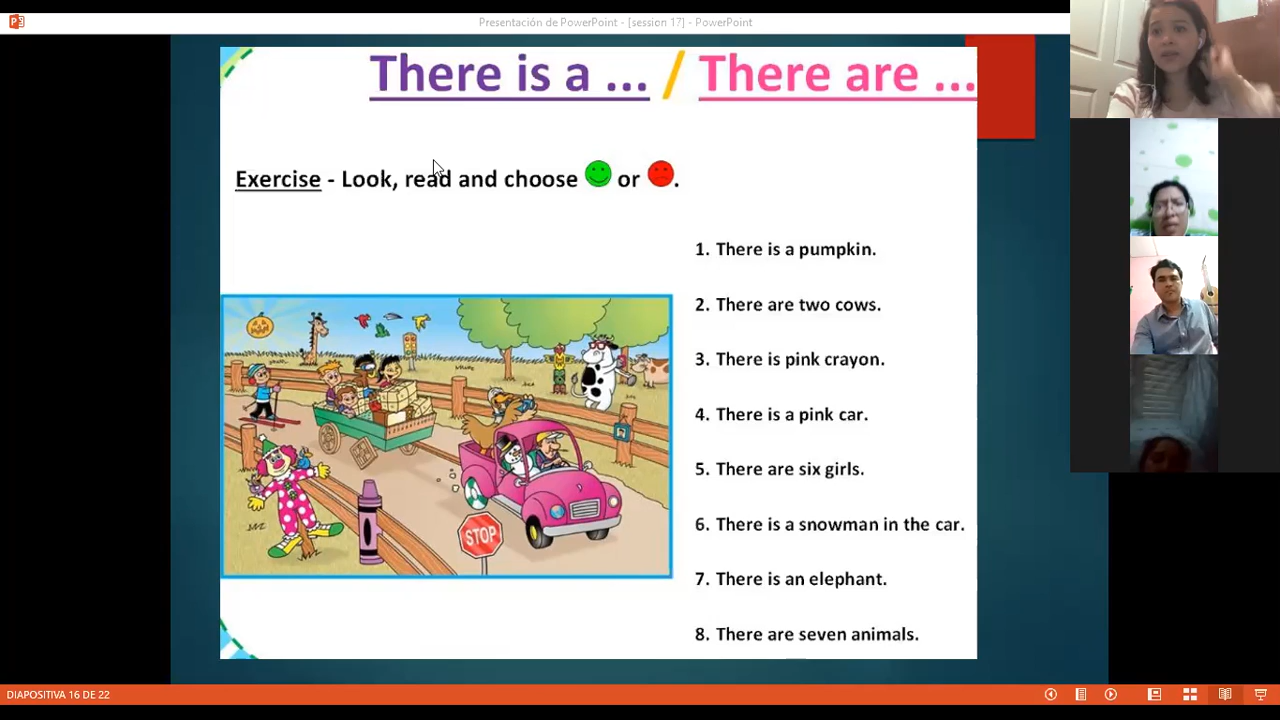 Presentación de PowerPoint - [session 17] - PowerPoint
There is a ... / There are ...
Exercise - Look, read and choose or .
1. There is a pumpkin.
2. There are two cows.
3. There is pink crayon.
4. There is a pink car.
5. There are six girls.
6. There is a snowman in the car.
7. There is an elephant.
8. There are seven animals.
STOP
DIAPOSITIVA 16 DE 22